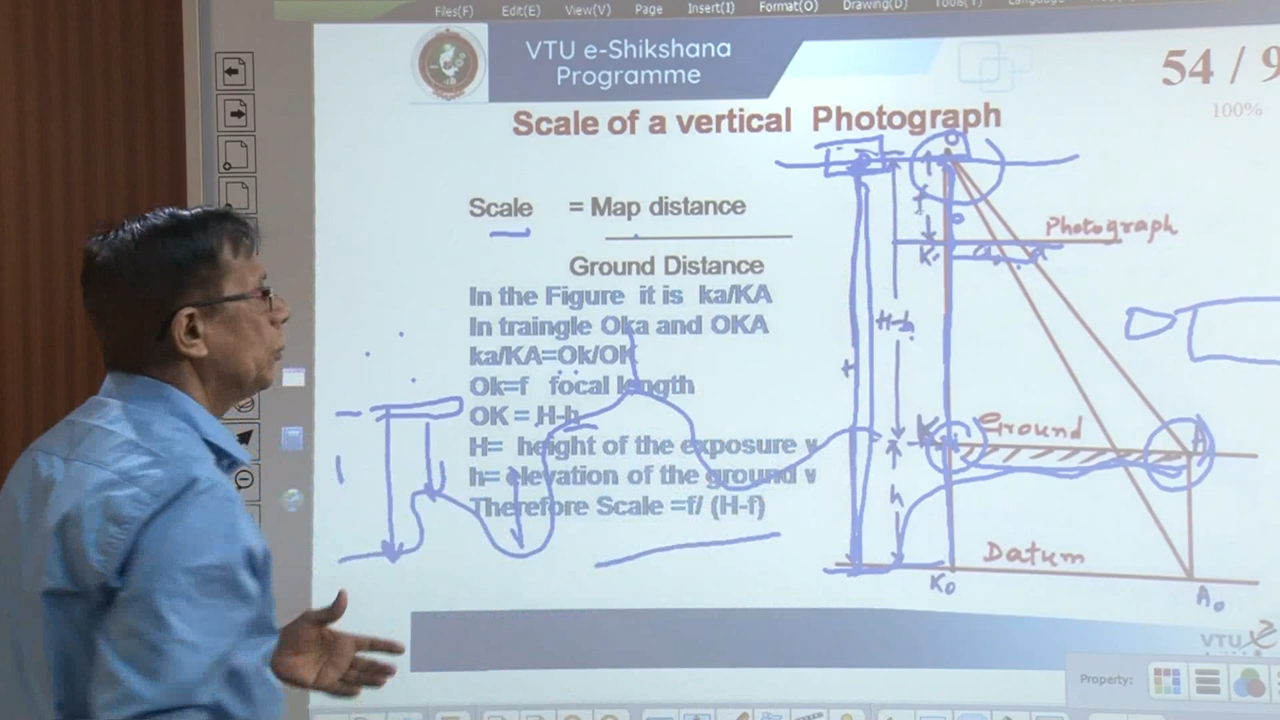 Files(F) Edit(E) View(V) Page Insert(I) Format(O) Drawing(D) Tools(T) Language
VTU e-Shikshana
Programme
54 / 9
100%
Scale of a vertical Photograph
Scale = Map distance
Ground Distance
In the Figure it is ka/KA
In traingle Oka and OKA
ka/KA=Ok/OK
Ok=f focal length
OK = H-h
H= height of the exposure
h= elevation of the ground
Therefore Scale =f/ (H-f)
O
f
Photograph
K
a
H-h
H
K
Ground
A
h
Datum
K₀
A₀
VTU
Property: